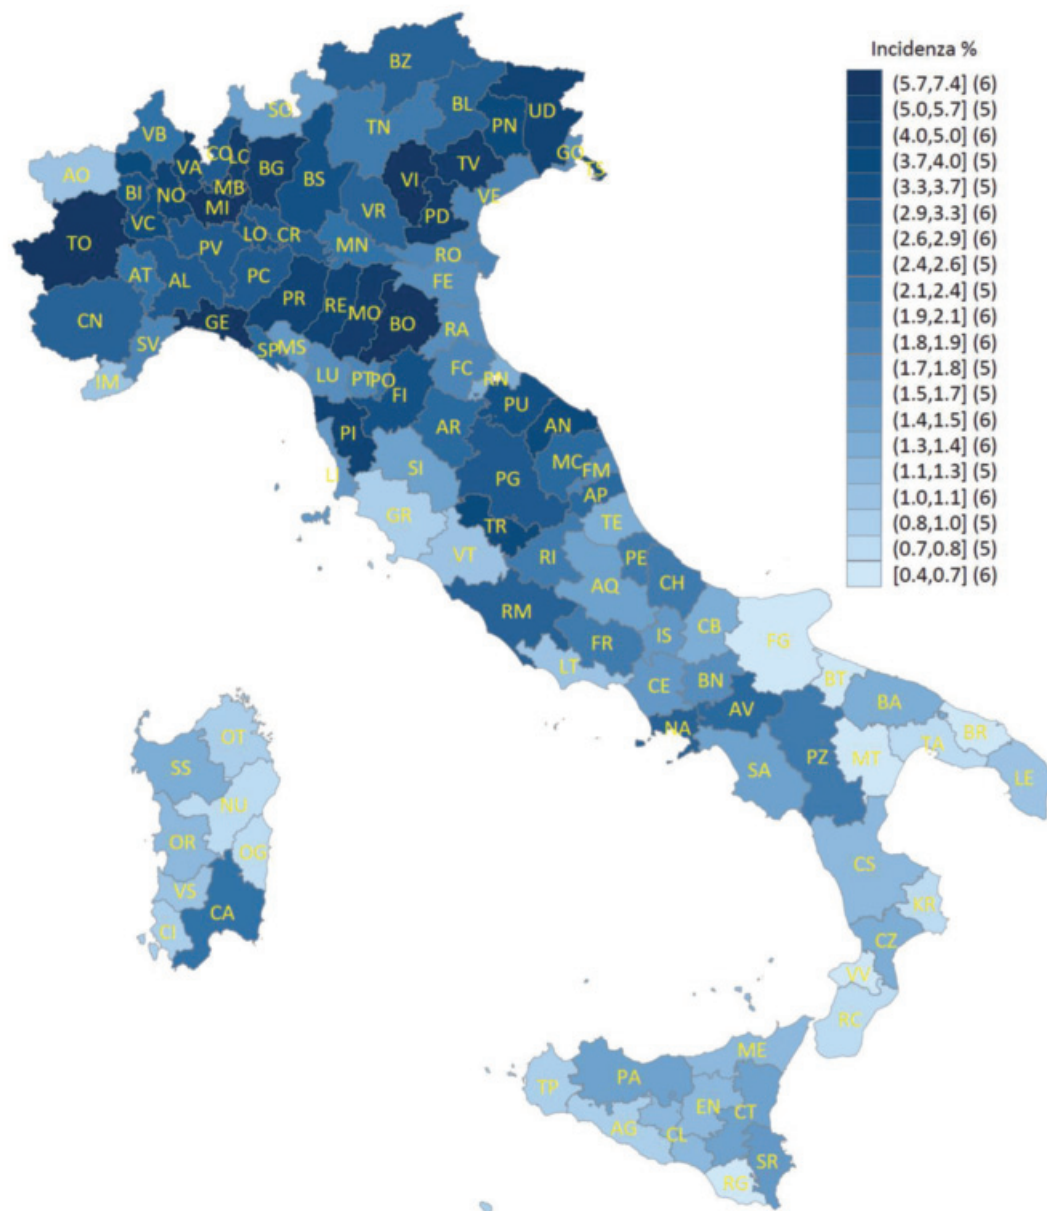 Incidenza %
(5.7,7.4] (6)
(5.0,5.7] (5)
(4.0,5.0] (6)
(3.7,4.0] (5)
(3.3,3.7] (5)
(2.9,3.3] (6)
(2.6,2.9] (6)
(2.4,2.6] (5)
(2.1,2.4] (5)
(1.9,2.1] (6)
(1.8,1.9] (6)
(1.7,1.8] (5)
(1.5,1.7] (5)
(1.4,1.5] (6)
(1.3,1.4] (6)
(1.1,1.3] (5)
(1.0,1.1] (6)
(0.8,1.0] (5)
(0.7,0.8] (5)
[0.4,0.7] (6)
BZ
BL
UD
SO
PN
TN
VB
CO
LC
GO
TS
VA
BG
TV
AO
BS
VI
BI
NO
MB
VE
MI
VR
PD
VC
LO
CR
TO
PV
MN
RO
AT
AL
PC
FE
PR
RE
MO
BO
CN
GE
RA
SV
SP
MS
FC
IM
LU
PT
PO
RN
FI
PU
AN
PI
AR
MC
SI
FM
LI
PG
AP
GR
TR
TE
VT
RI
PE
AQ
CH
RM
FR
IS
CB
FG
LT
CE
BN
BT
BA
AV
NA
BR
OT
TA
SS
SA
PZ
MT
LE
NU
OR
OG
CS
VS
CA
KR
CI
CZ
VV
RC
ME
PA
TP
EN
CT
AG
CL
SR
RG